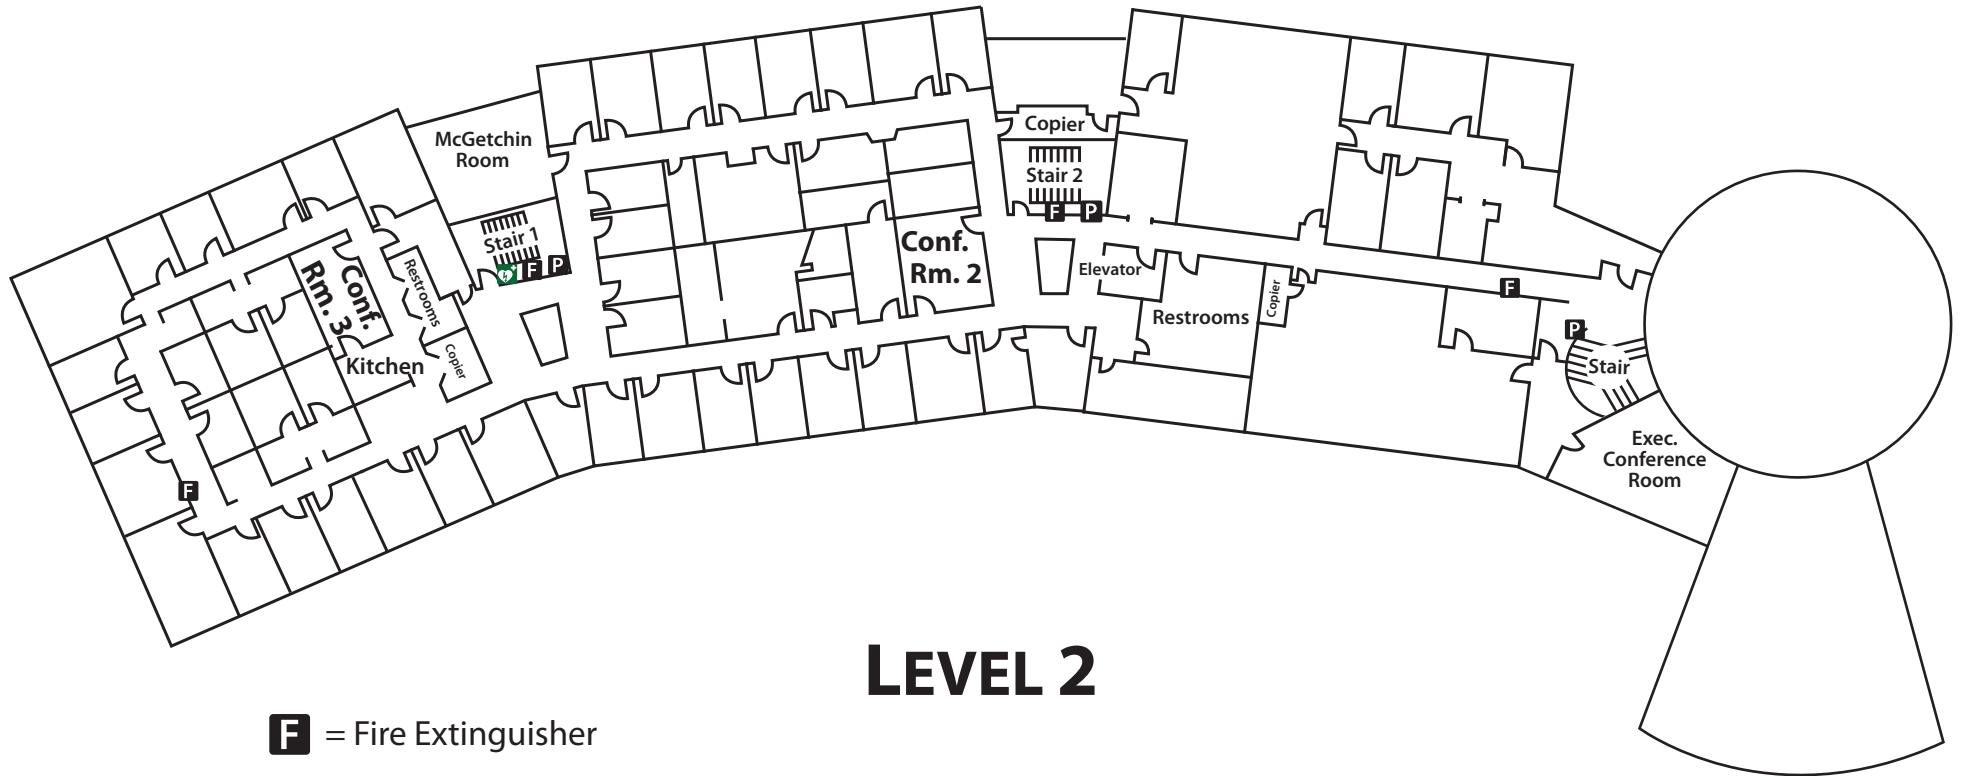 McGetchin
Room
Copier
Stair 2
F P
Stair 1
F P
Conf.
Rm. 3
Restrooms
Kitchen
Copier
F
Conf.
Rm. 2
Elevator
Restrooms
Copier
F
P
Stair
Exec.
Conference
Room
LEVEL 2
F = Fire Extinguisher